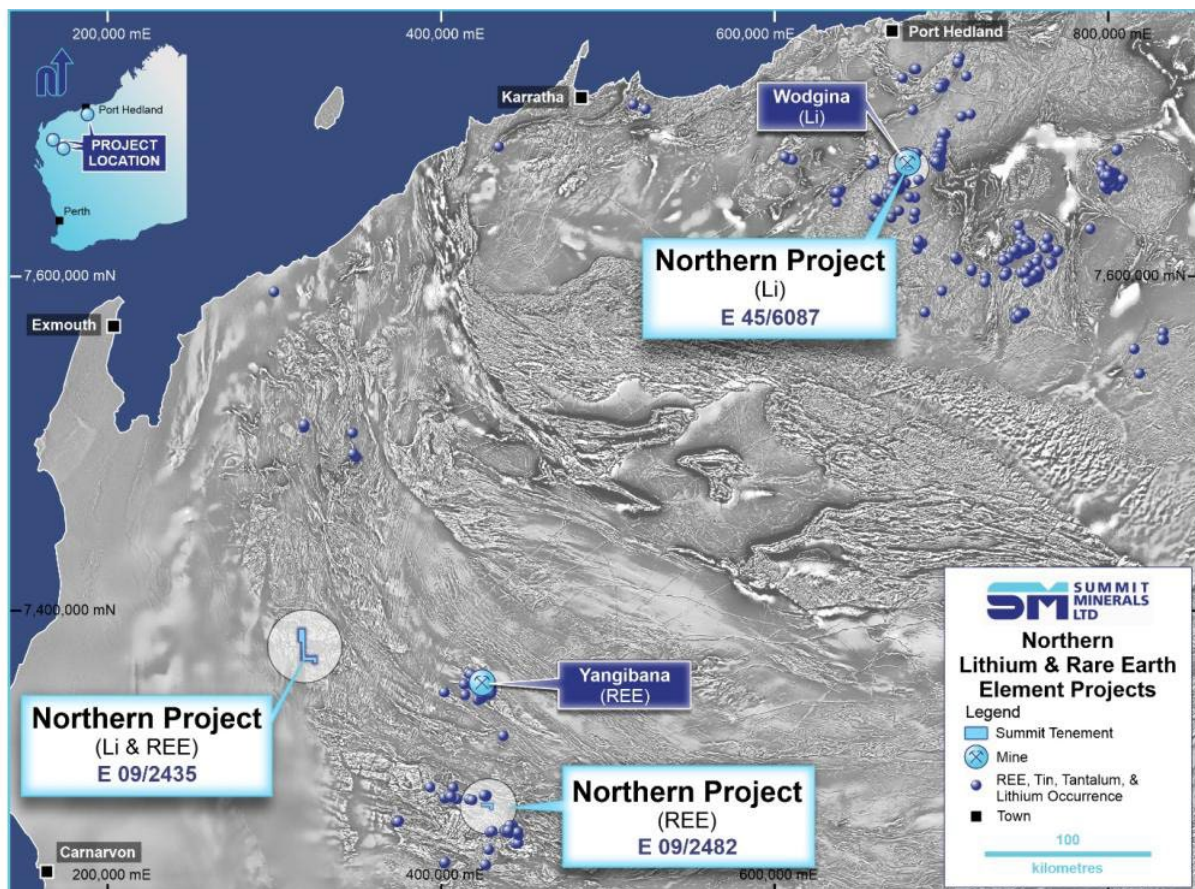 200,000 mE
400,000 mE
600,000 mE
800,000 mE
Port Hedland
n
Port Hedland
PROJECT
LOCATION
Perth
Karratha
Wodgina
(Li)
Northern Project
(Li)
E 45/6087
7,600,000 mN
7,600,000 mN
Exmouth
7,400,000 mN
Northern Project
(Li & REE)
E 09/2435
Yangibana
(REE)
Northern Project
(REE)
E 09/2482
Carnarvon
200,000 mE
400,000 mE
600,000 mE
SM SUMMIT
MINERALS
LTD
Northern
Lithium & Rare Earth
Element Projects
Legend
Summit Tenement
Mine
REE, Tin, Tantalum, &
Lithium Occurrence
Town
100
kilometres